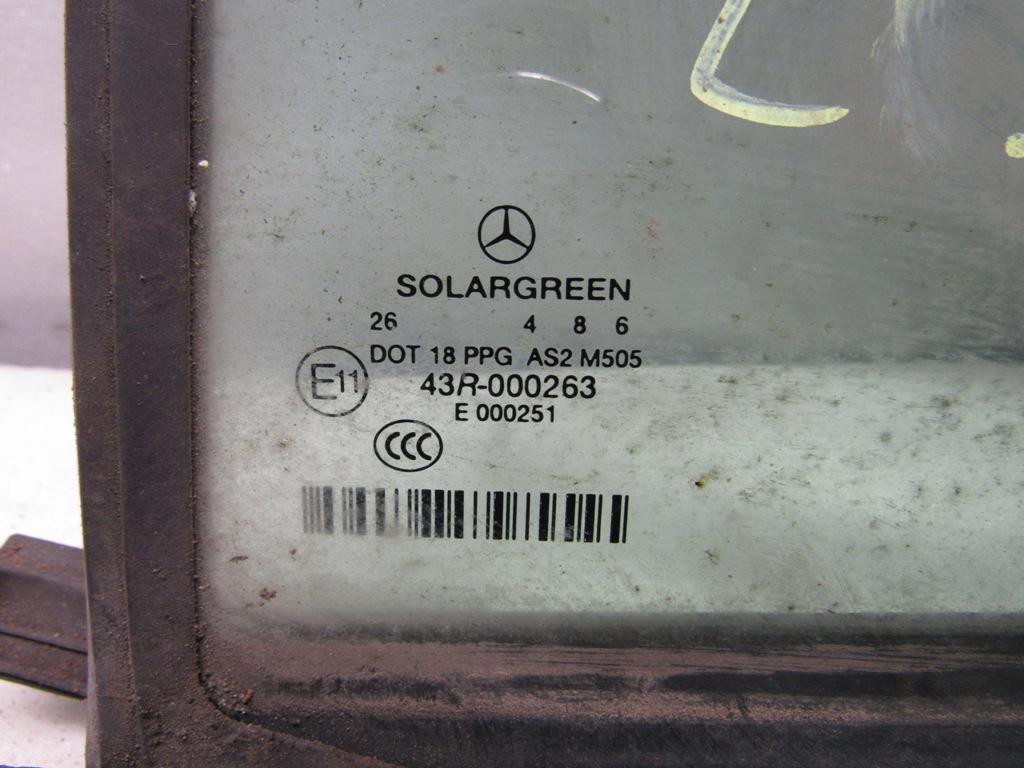 SOLARGREEN
26 4 8 6
DOT 18 PPG AS2 M505
E11
43R-000263
E 000251
CCC